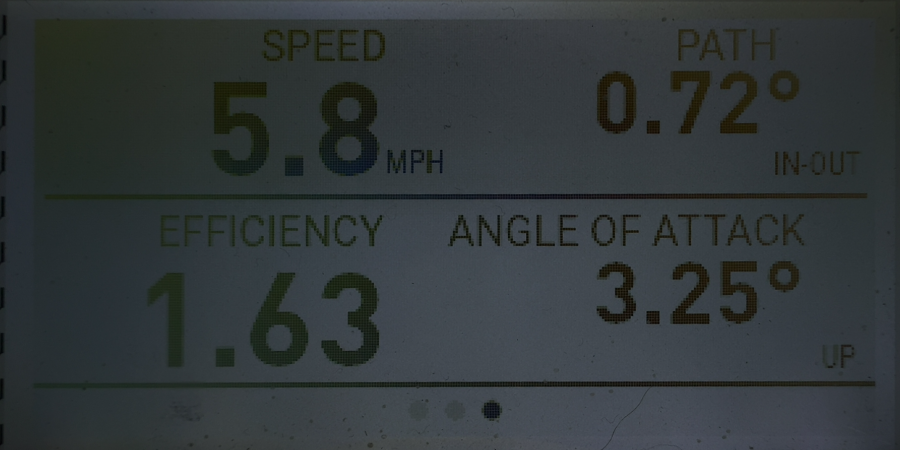 SPEED
5.8 MPH
PATH
0.72°
IN-OUT
EFFICIENCY
1.63
ANGLE OF ATTACK
3.25°
UP